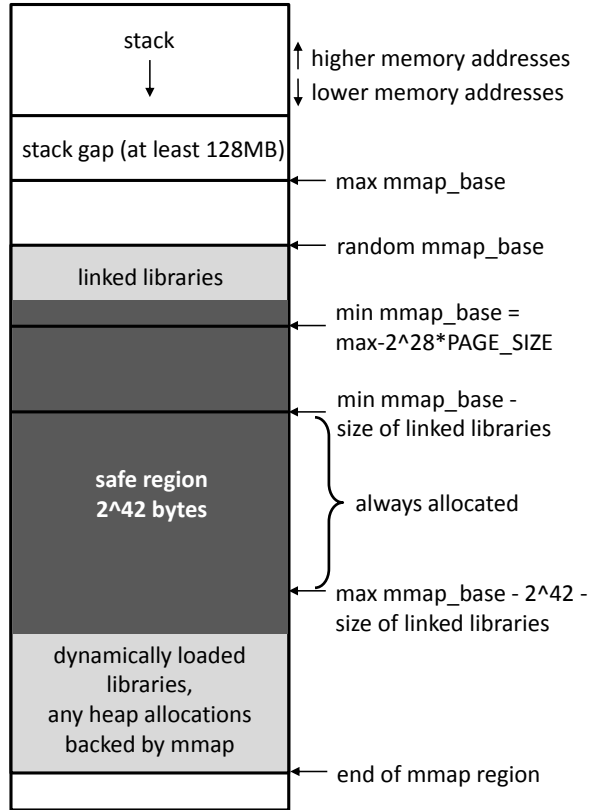 stack
higher memory addresses
lower memory addresses
stack gap (at least 128MB)
max mmap_base
random mmap_base
linked libraries
min mmap_base =
max-2^28*PAGE_SIZE
min mmap_base -
size of linked libraries
safe region
2^42 bytes
always allocated
max mmap_base - 2^42 -
size of linked libraries
dynamically loaded
libraries,
any heap allocations
backed by mmap
end of mmap region